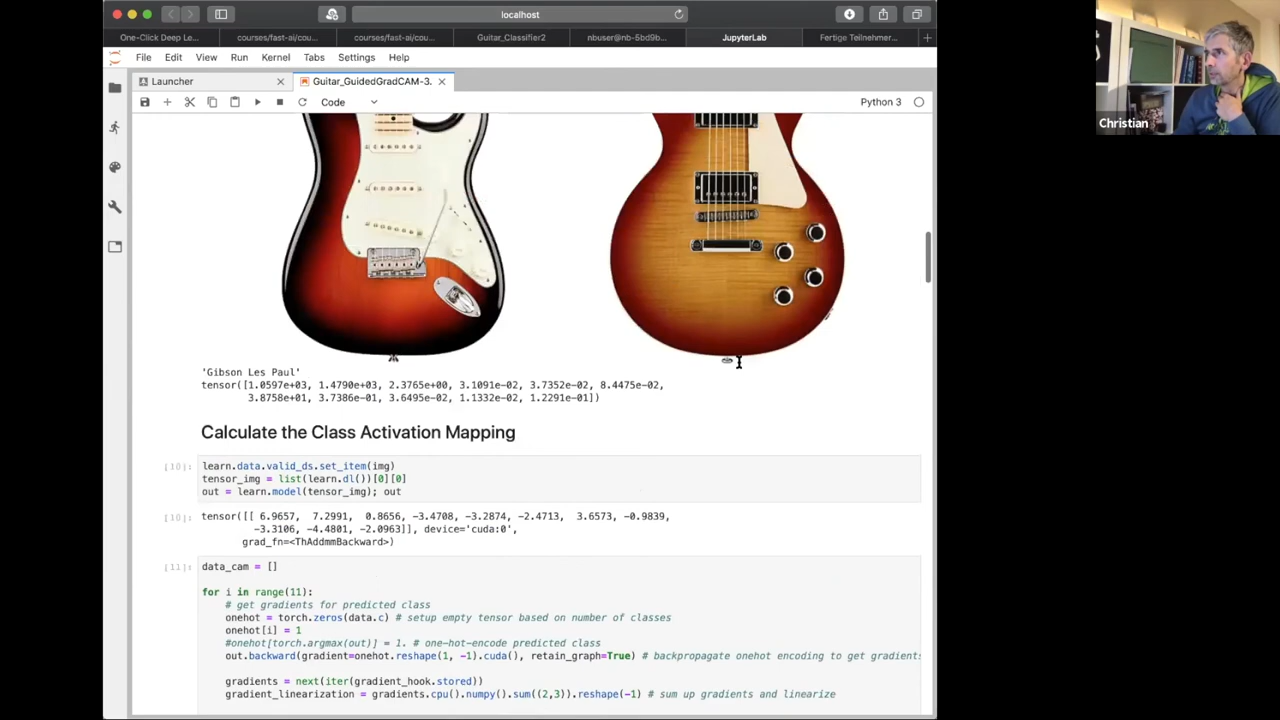 localhost
One-Click Deep Le...
courses/fast-ai/cou...
courses/fast-ai/cou...
Guitar_Classifier2
nbuser@nb-5bd9b...
JupyterLab
Fertige Teilnehmer...
File Edit View Run Kernel Tabs Settings Help
Launcher
Guitar_GuidedGradCAM-3.
Code
Python 3
Christian
'Gibson Les Paul'
tensor([1.0597e+03, 1.4790e+03, 2.3765e+00, 3.1091e-02, 3.7352e-02, 8.4475e-02,
3.8758e+01, 3.7386e-01, 3.6495e-02, 1.1332e-02, 1.2291e-01])
Calculate the Class Activation Mapping
[10]:
learn.data.valid_ds.set_item(img)
tensor_img = list(learn.dl())[0][0]
out = learn.model(tensor_img); out
[10]:
tensor([[ 6.9657, 7.2991, 0.8656, -3.4708, -3.2874, -2.4713, 3.6573, -0.9839,
-3.3106, -4.4801, -2.0963]], device='cuda:0',
grad_fn=<ThAddmmBackward>)
[11]:
data_cam = []
for i in range(11):
# get gradients for predicted class
onehot = torch.zeros(data.c) # setup empty tensor based on number of classes
onehot[i] = 1
#onehot[torch.argmax(out)] = 1. # one-hot-encode predicted class
out.backward(gradient=onehot.reshape(1, -1).cuda(), retain_graph=True) # backpropagate onehot encoding to get gradients
gradients = next(iter(gradient_hook.stored))
gradient_linearization = gradients.cpu().numpy().sum((2,3)).reshape(-1) # sum up gradients and linearize